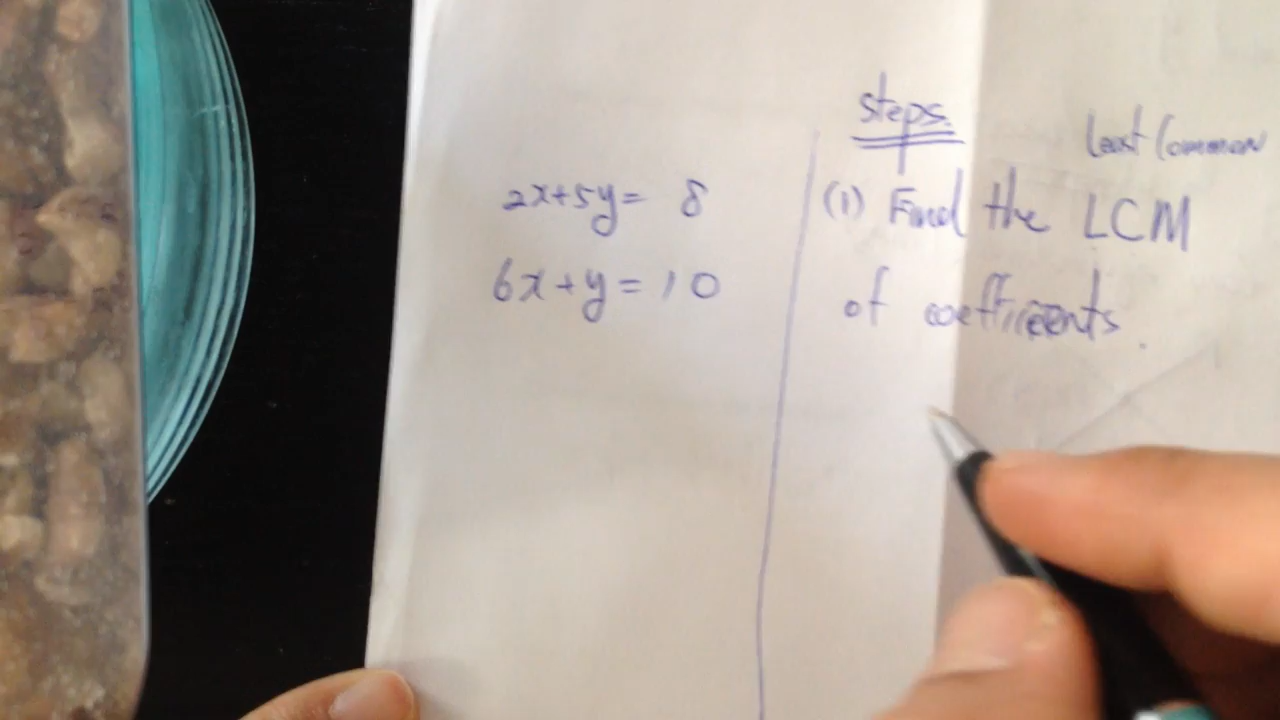 2x+5y= 8
6x+y=10
steps.
Least Common
(1) Find the LCM
of coefficients.